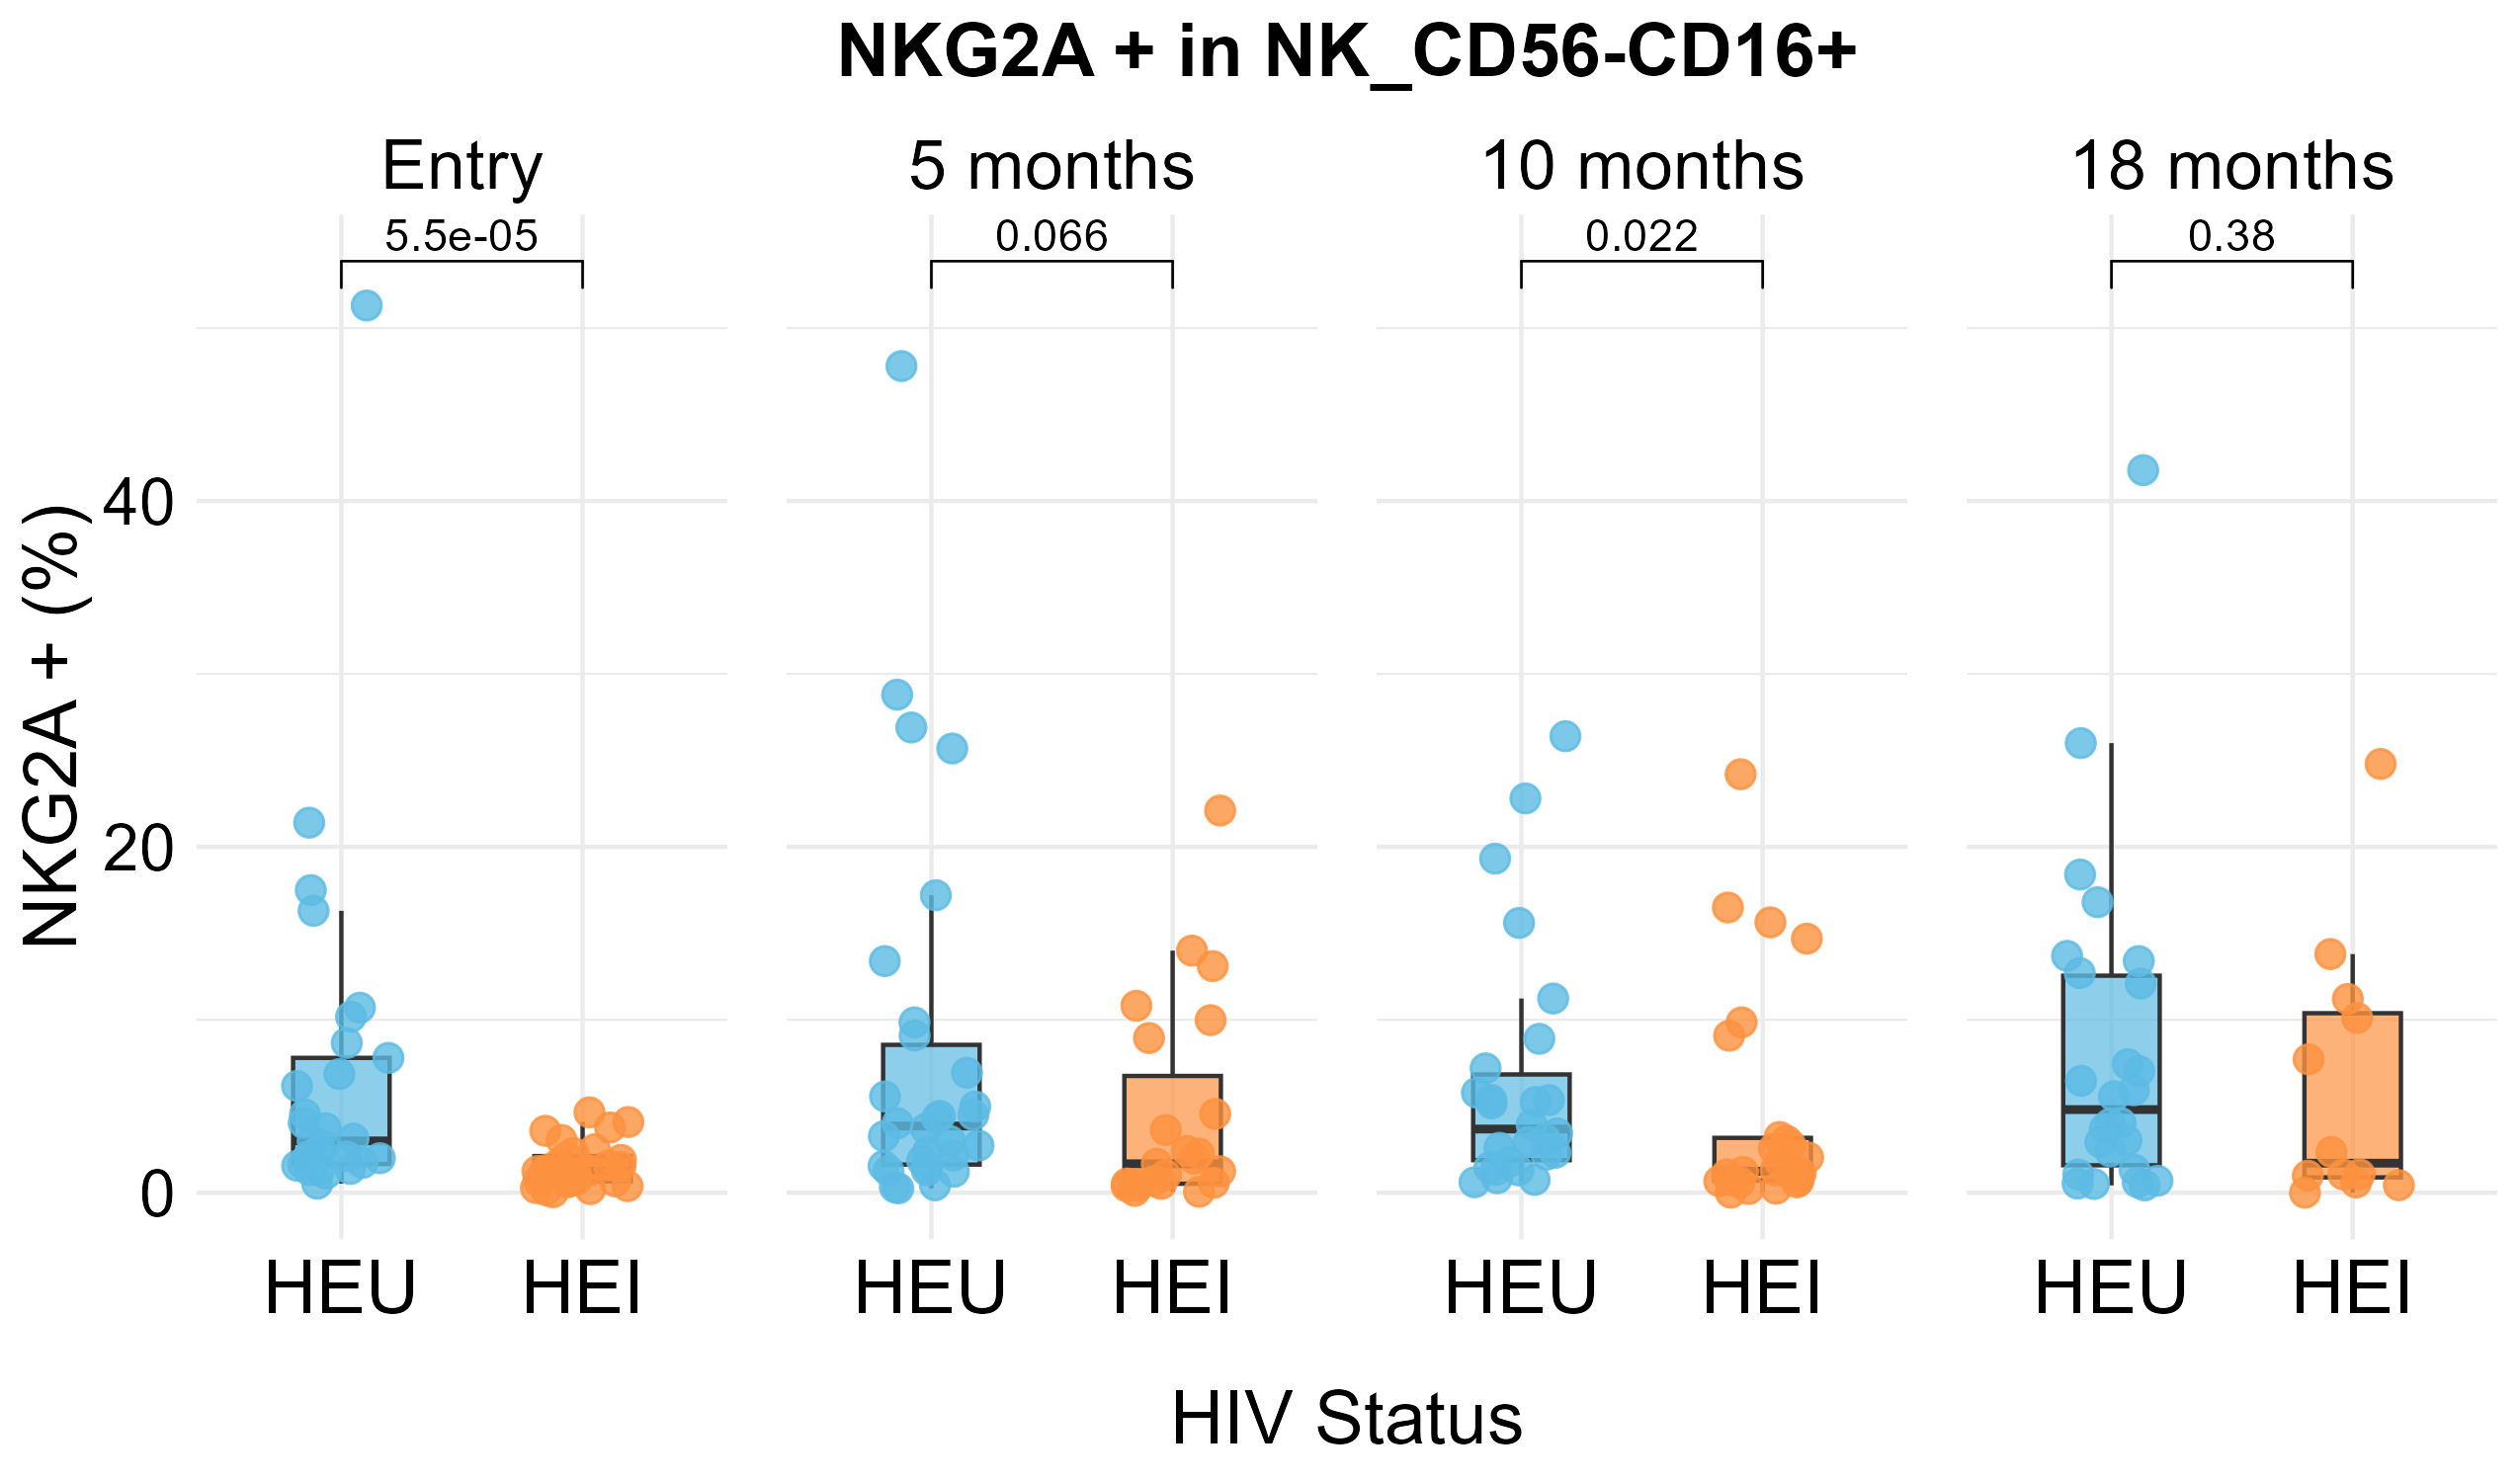 NKG2A + in NK_CD56-CD16+
Entry
5 months
10 months
18 months
5.5e-05
0.066
0.022
0.38
NKG2A + (%)
40
20
0
HEU
HEI
HEU
HEI
HEU
HEI
HEU
HEI
HIV Status